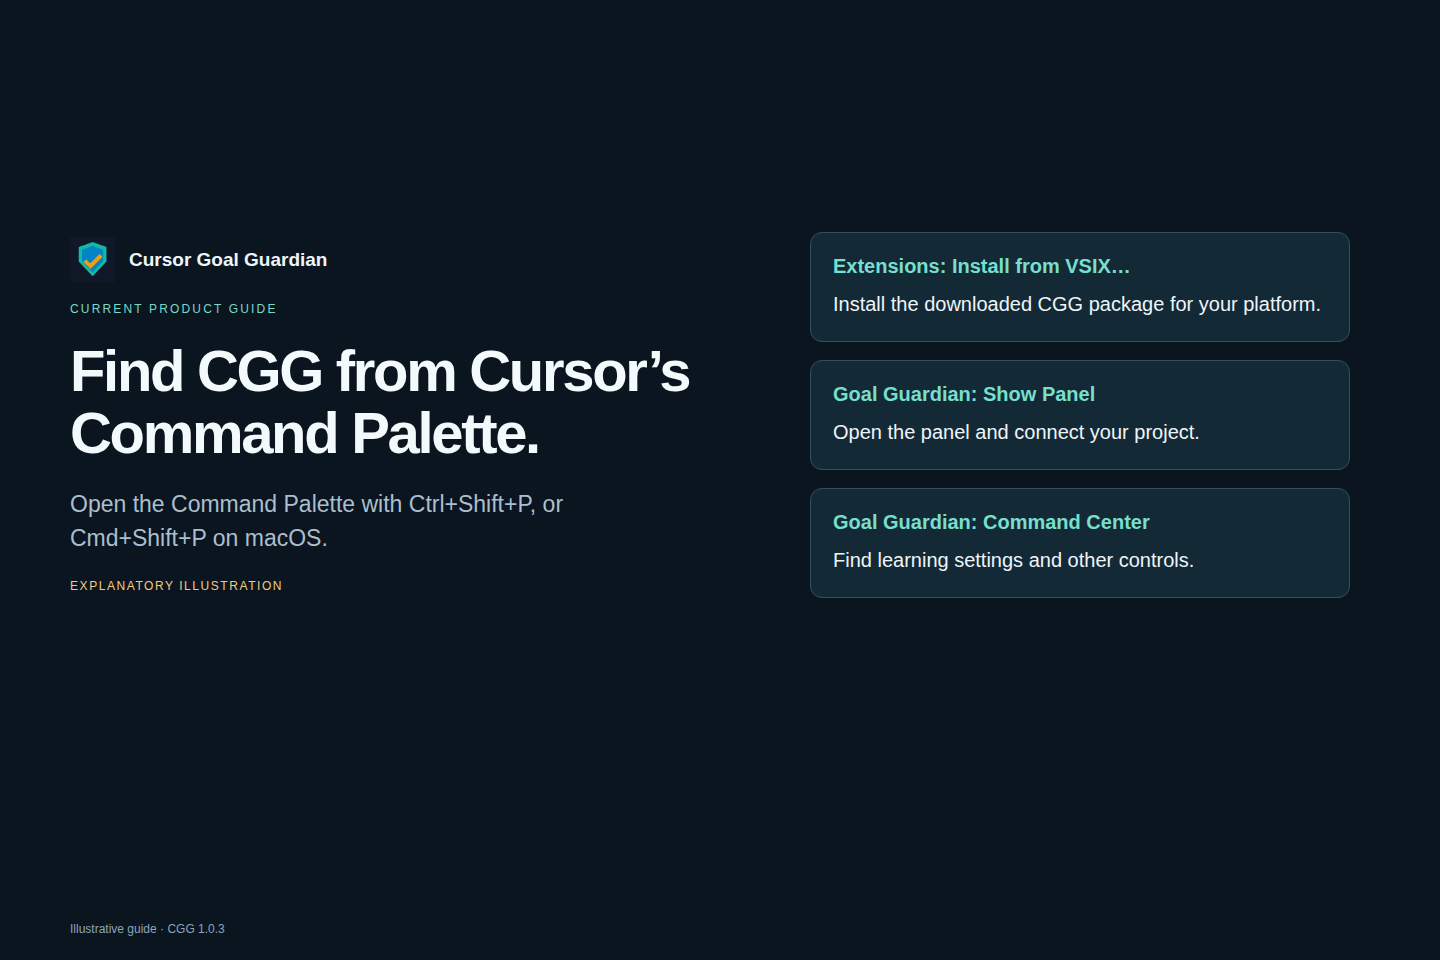 Cursor Goal Guardian
CURRENT PRODUCT GUIDE
Find CGG from Cursor’s
Command Palette.
Open the Command Palette with Ctrl+Shift+P, or
Cmd+Shift+P on macOS.
EXPLANATORY ILLUSTRATION
Extensions: Install from VSIX…
Install the downloaded CGG package for your platform.
Goal Guardian: Show Panel
Open the panel and connect your project.
Goal Guardian: Command Center
Find learning settings and other controls.
Illustrative guide · CGG 1.0.3